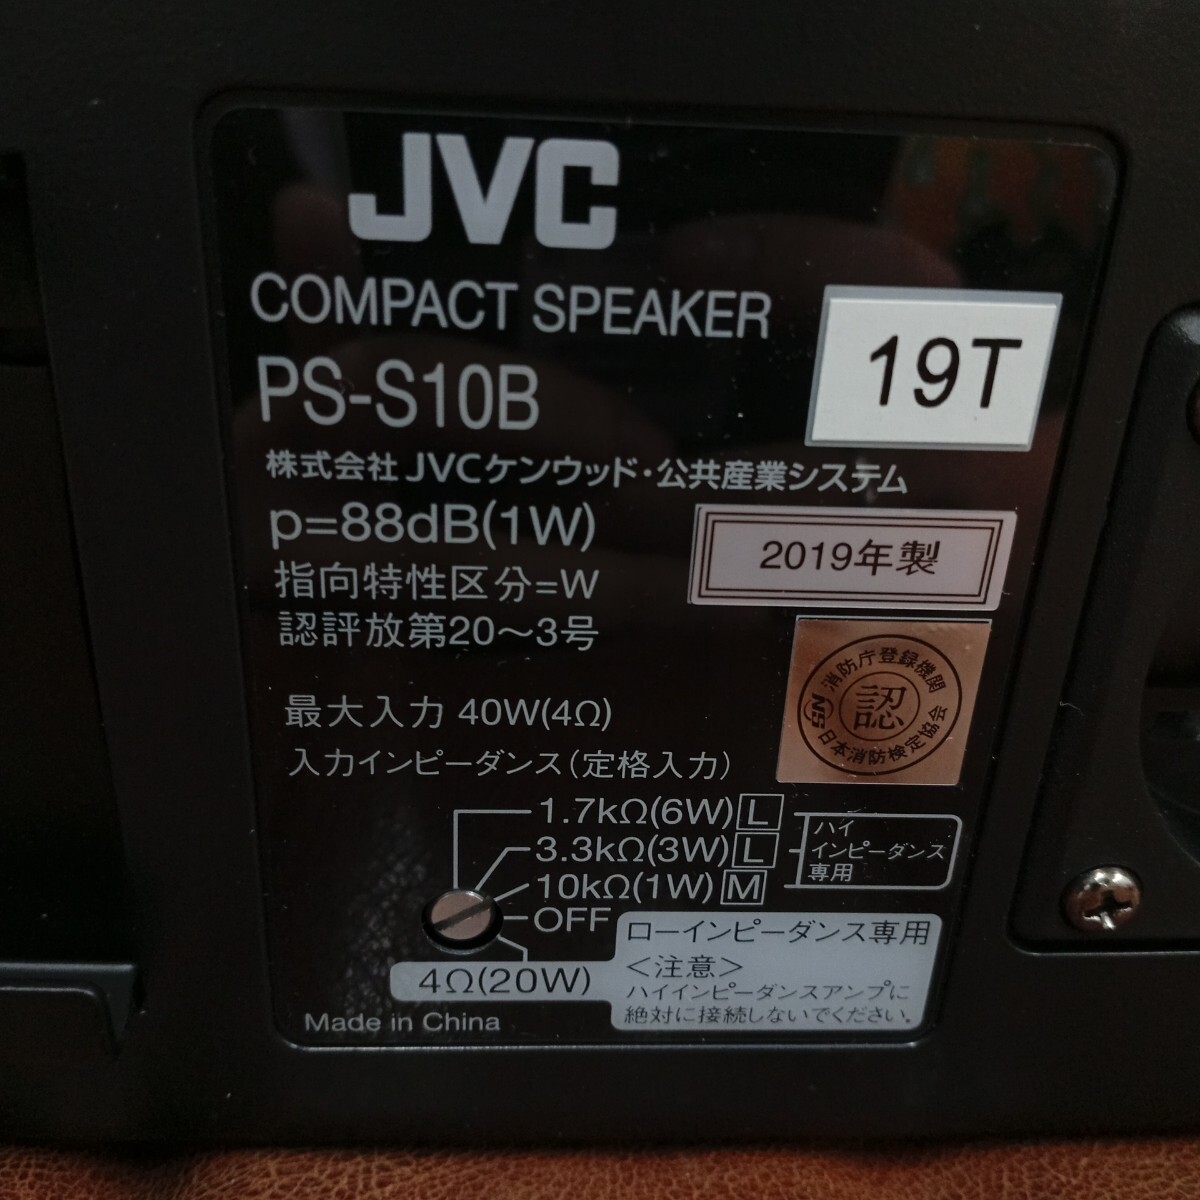 JVC
COMPACT SPEAKER
PS-S10B
19T
株式会社 JVCケンウッド・公共産業システム
p=88dB(1W)
2019年製
指向特性区分=W
認評放第20〜3号
消防庁登録機関
認
NS
日本消防検定協会
最大入力 40W(4Ω)
入力インピーダンス(定格入力)
1.7kΩ(6W) L
3.3kΩ(3W) L
10kΩ(1W) M
ハイ
インピーダンス
専用
OFF
4Ω(20W)
ローインピーダンス専用
<注意>
ハイインピーダンスアンプに
絶対に接続しないでください。
Made in China